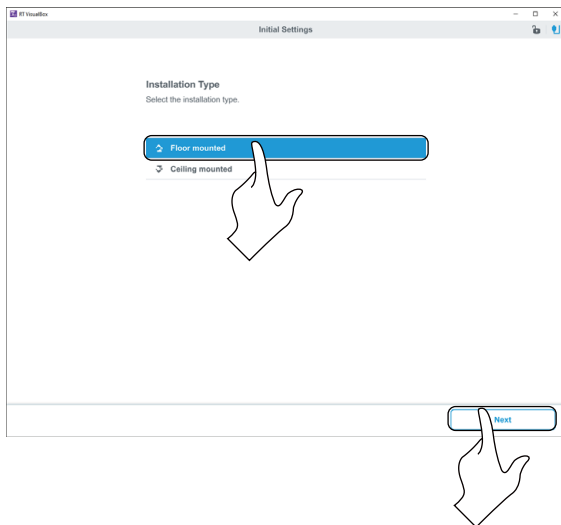 RT VisualBox
Initial Settings
Installation Type
Select the installation type.
Floor mounted
Ceiling mounted
Next